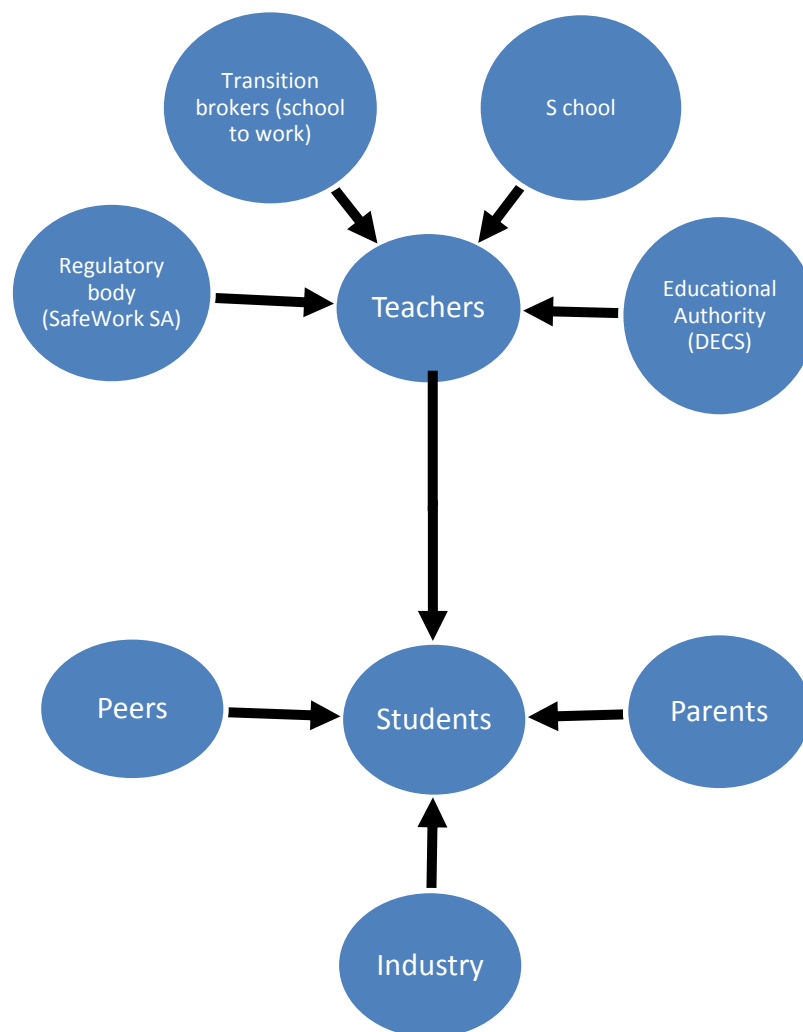 Transition
brokers (school
to work)
S chool
Regulatory
body
(SafeWork SA)
Teachers
Educational
Authority
(DECS)
Peers
Students
Parents
Industry